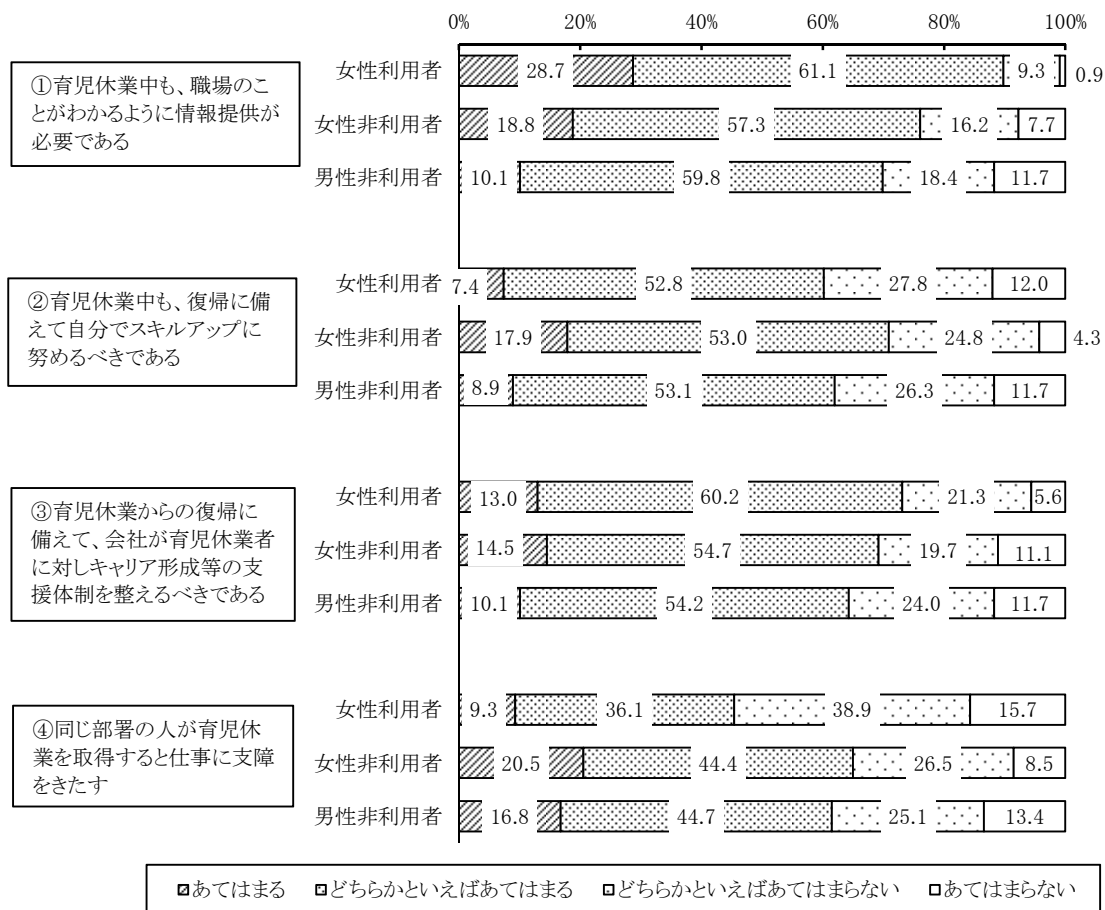 0% 20% 40% 60% 80% 100%
①育児休業中も、職場のこ
とがわかるように情報提供が
必要である
女性利用者 28.7 61.1 9.3 0.9
女性非利用者 18.8 57.3 16.2 7.7
男性非利用者 10.1 59.8 18.4 11.7
②育児休業中も、復帰に備
えて自分でスキルアップに
努めるべきである
女性利用者 7.4 52.8 27.8 12.0
女性非利用者 17.9 53.0 24.8 4.3
男性非利用者 8.9 53.1 26.3 11.7
③育児休業からの復帰に
備えて、会社が育児休業者
に対しキャリア形成等の支
援体制を整えるべきである
女性利用者 13.0 60.2 21.3 5.6
女性非利用者 14.5 54.7 19.7 11.1
男性非利用者 10.1 54.2 24.0 11.7
④同じ部署の人が育児休
業を取得すると仕事に支障
をきたす
女性利用者 9.3 36.1 38.9 15.7
女性非利用者 20.5 44.4 26.5 8.5
男性非利用者 16.8 44.7 25.1 13.4
あてはまる どちらかといえばあてはまる どちらかといえばあてはまらない あてはまらない